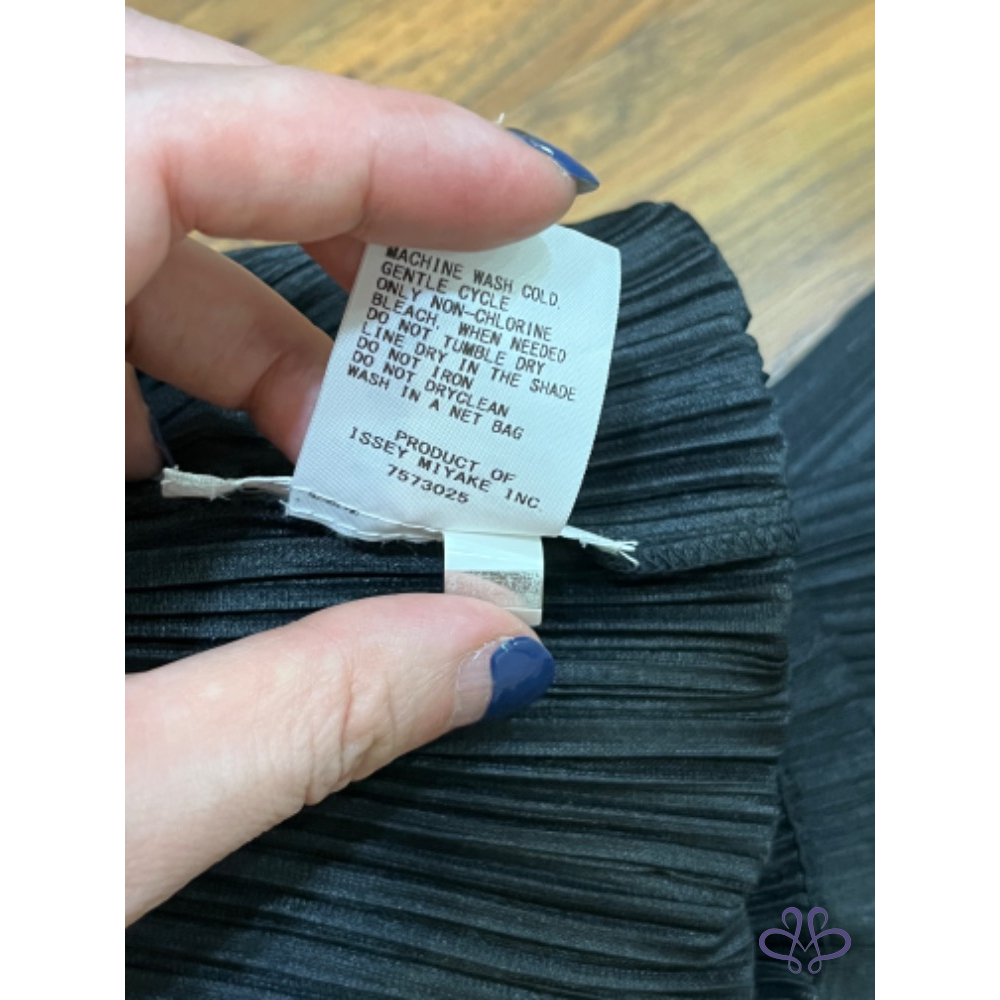 MACHINE WASH COLD.
GENTLE CYCLE
ONLY NON-CHLORINE
BLEACH, WHEN NEEDED
DO NOT TUMBLE DRY
LINE DRY IN THE SHADE
DO NOT IRON
DO NOT DRYCLEAN
WASH IN A NET BAG
PRODUCT OF
ISSEY MIYAKE INC
7573025